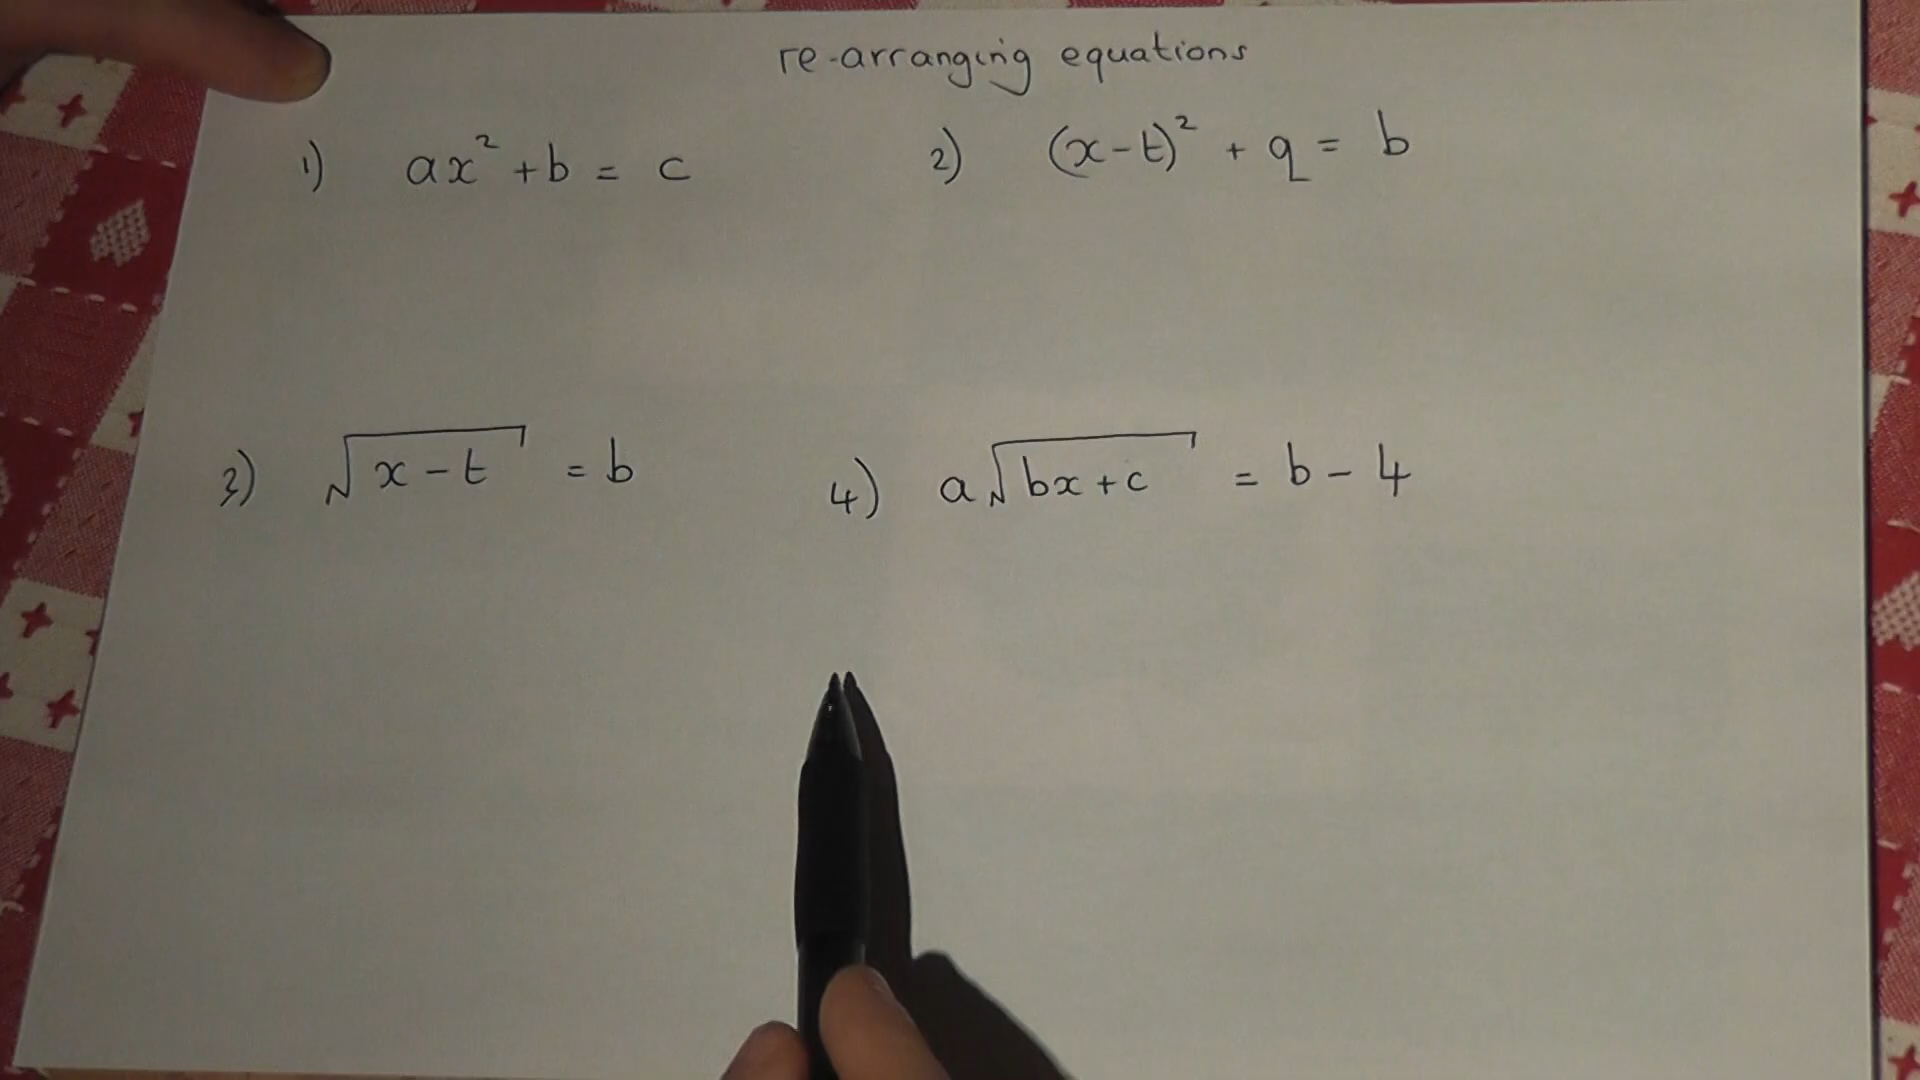 re-arranging equations
1) ax² + b = c
2) (x-t)² + q = b
3) √(x-t) = b
4) a√(bx+c) = b - 4